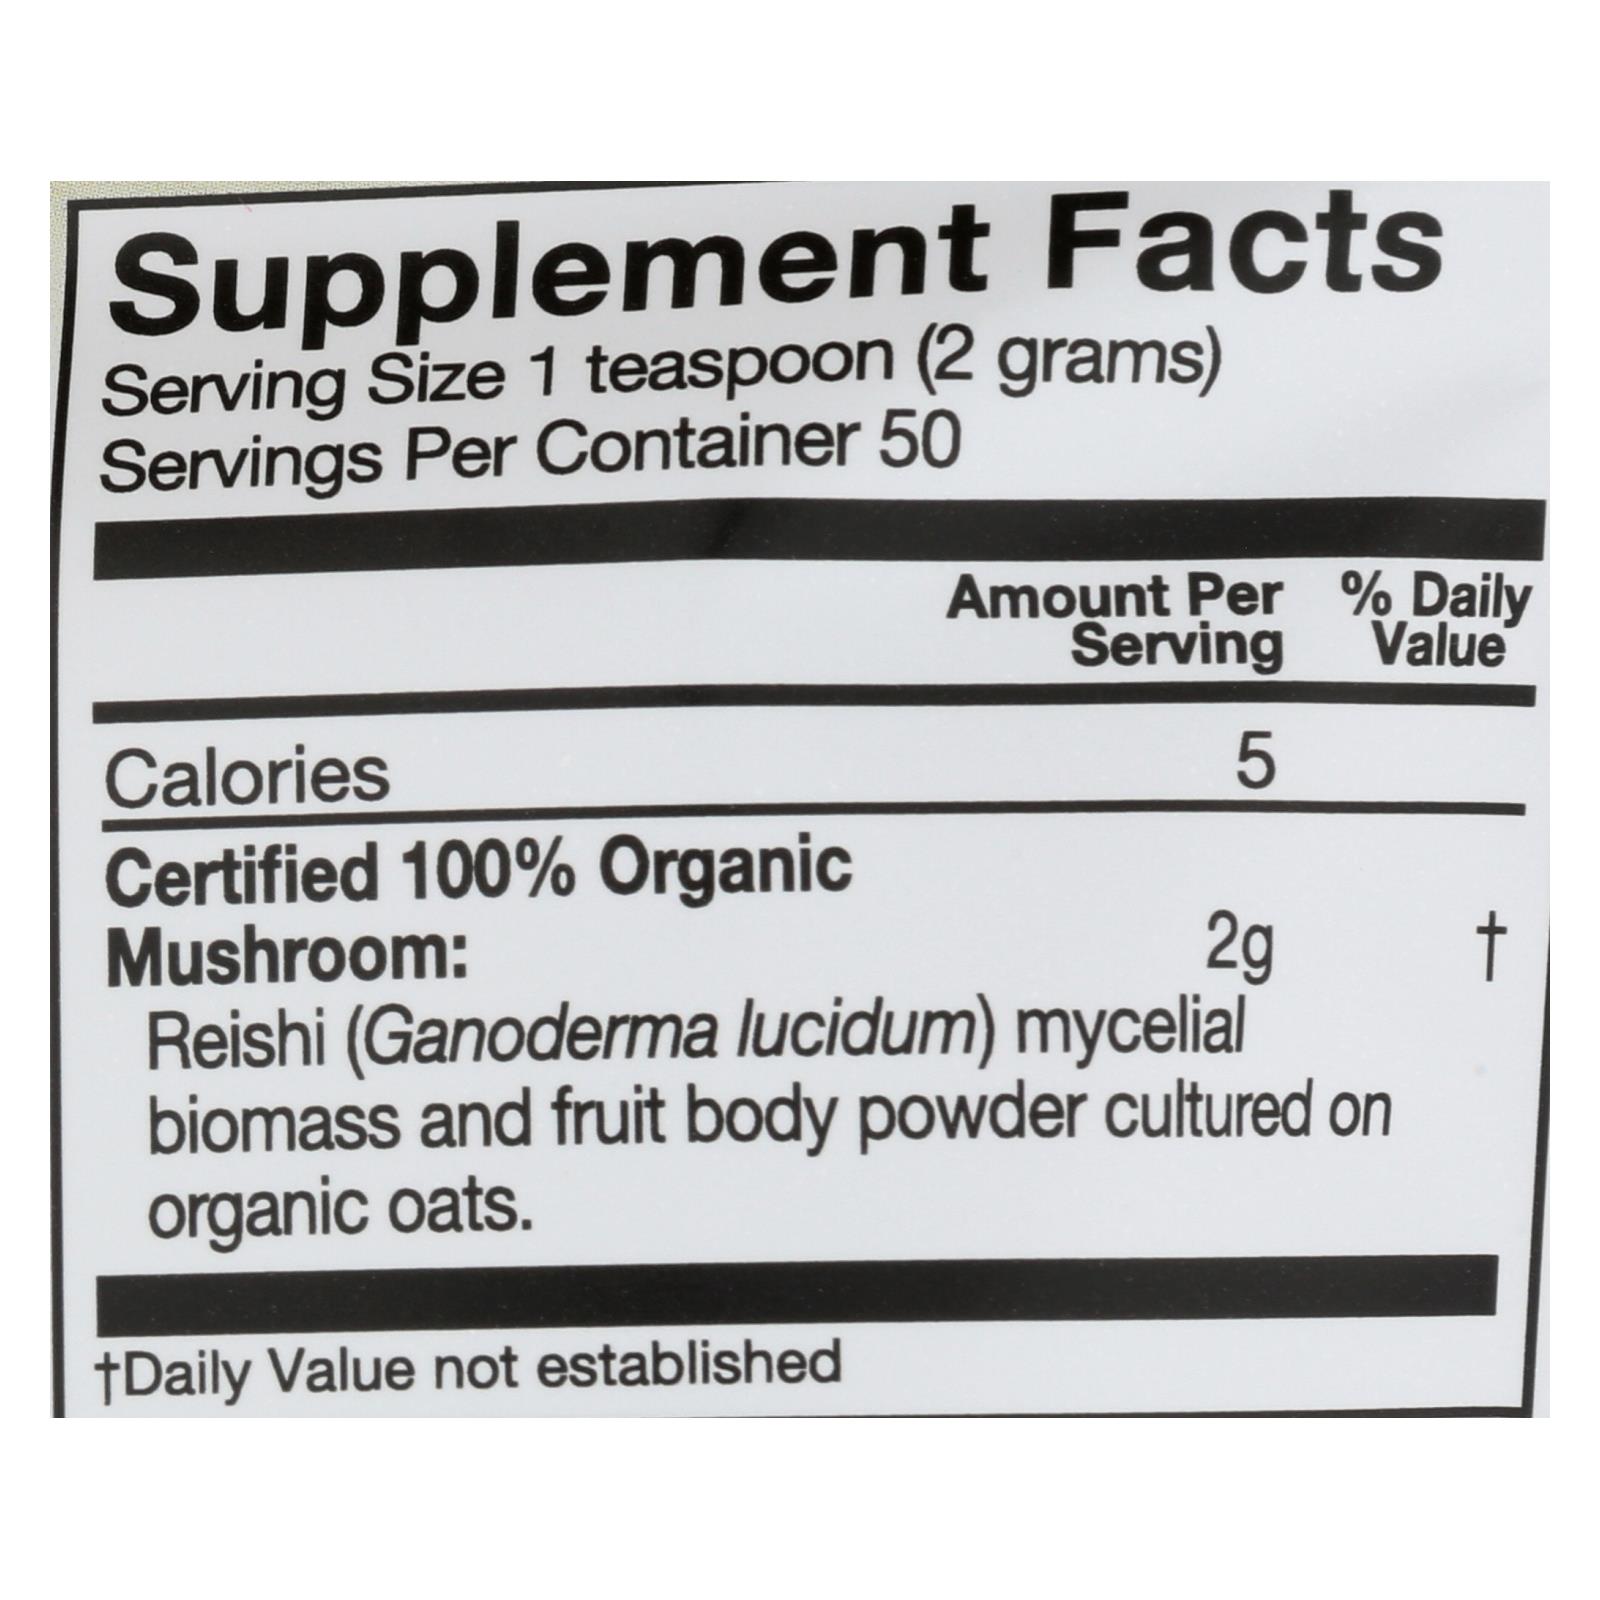 Supplement Facts
Serving Size 1 teaspoon (2 grams)
Servings Per Container 50
Amount Per Serving % Daily Value
Calories 5
Certified 100% Organic
Mushroom: 2g †
Reishi (Ganoderma lucidum) mycelial
biomass and fruit body powder cultured on
organic oats.
†Daily Value not established